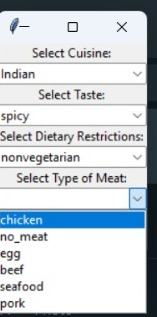 Select Cuisine:
Indian
Select Taste:
spicy
Select Dietary Restrictions:
nonvegetarian
Select Type of Meat:
chicken
no_meat
egg
beef
seafood
pork